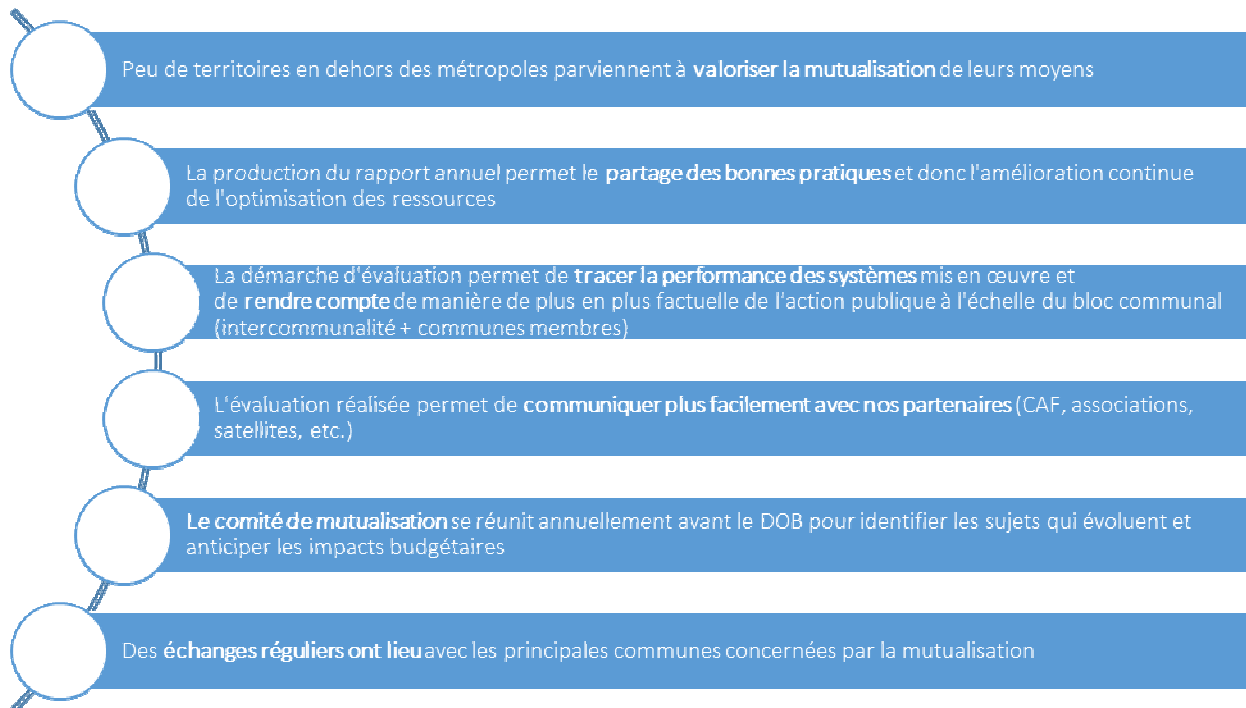 Peu de territoires en dehors des métropoles parviennent à valoriser la mutualisation de leurs moyens
La production du rapport annuel permet le partage des bonnes pratiques et donc l'amélioration continue
de l'optimisation des ressources
La démarche d'évaluation permet de tracer la performance des systèmes mis en œuvre et
de rendre compte de manière de plus en plus factuelle de l'action publique à l'échelle du bloc communal
(intercommunalité + communes membres)
L'évaluation réalisée permet de communiquer plus facilement avec nos partenaires (CAF, associations,
satellites, etc.)
Le comité de mutualisation se réunit annuellement avant le DOB pour identifier les sujets qui évoluent et
anticiper les impacts budgétaires
Des échanges réguliers ont lieu avec les principales communes concernées par la mutualisation